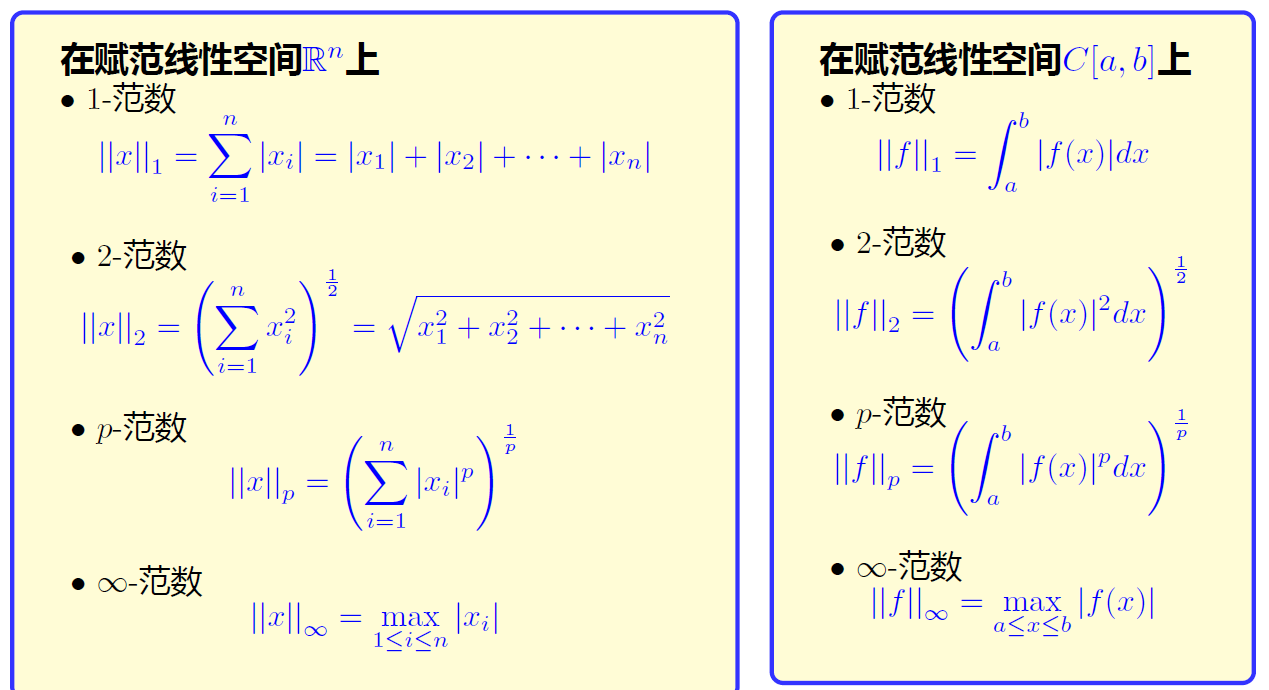 在赋范线性空间$\mathbb{R}^n$上
• 1-范数
$||x||_1 = \sum_{i=1}^{n} |x_i| = |x_1| + |x_2| + \cdots + |x_n|$
• 2-范数
$||x||_2 = \left( \sum_{i=1}^{n} x_i^2 \right)^{\frac{1}{2}} = \sqrt{x_1^2 + x_2^2 + \cdots + x_n^2}$
• $p$-范数
$||x||_p = \left( \sum_{i=1}^{n} |x_i|^p \right)^{\frac{1}{p}}$
• $\infty$-范数
$||x||_\infty = \max_{1 \leq i \leq n} |x_i|$
在赋范线性空间$C[a, b]$上
• 1-范数
$||f||_1 = \int_a^b |f(x)| dx$
• 2-范数
$||f||_2 = \left( \int_a^b |f(x)|^2 dx \right)^{\frac{1}{2}}$
• $p$-范数
$||f||_p = \left( \int_a^b |f(x)|^p dx \right)^{\frac{1}{p}}$
• $\infty$-范数
$||f||_\infty = \max_{a \leq x \leq b} |f(x)|$